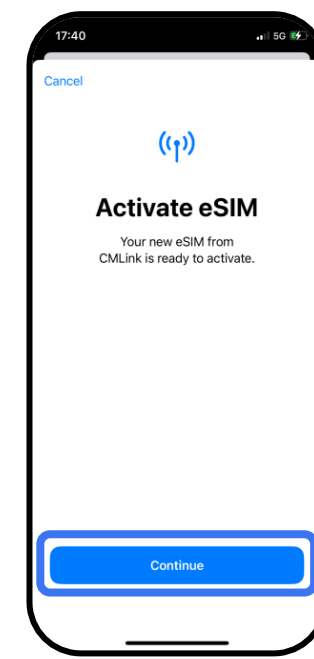 17:40 5G
Cancel
Activate eSIM
Your new eSIM from
CMLink is ready to activate.
Continue